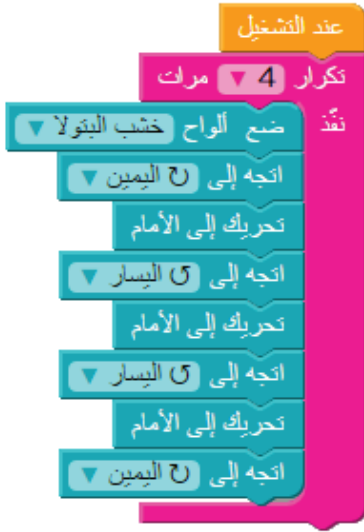 عند التشغيل
تكرار 4 ▼ مرات
نفّذ ضع ألواح خشب البتولا ▼
اتجه إلى ↻ اليمين ▼
تحريك إلى الأمام
اتجه إلى ↺ اليسار ▼
تحريك إلى الأمام
اتجه إلى ↺ اليسار ▼
تحريك إلى الأمام
اتجه إلى ↻ اليمين ▼